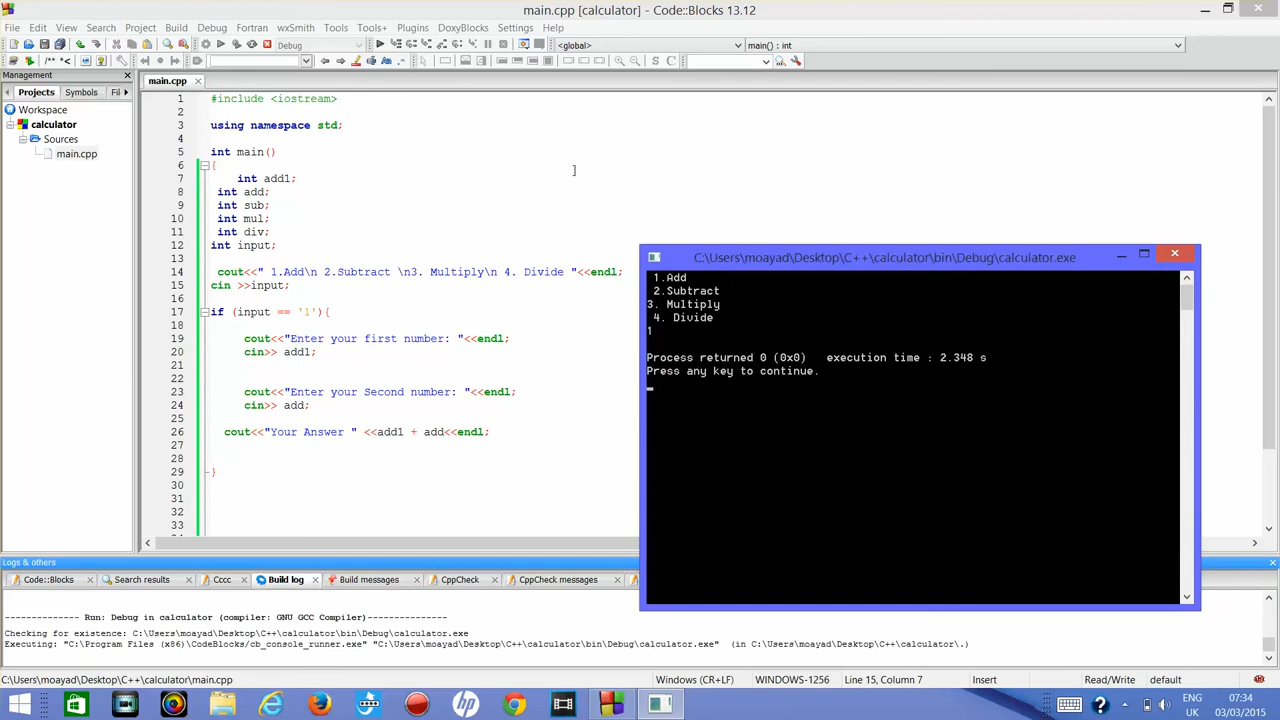 main.cpp [calculator] - Code::Blocks 13.12
File Edit View Search Project Build Debug Fortran wxSmith Tools Tools+ Plugins DoxyBlocks Settings Help
Debug
<global>
main() : int
/** *<
S C
Management
Projects Symbols Fil
main.cpp
Workspace
calculator
Sources
main.cpp
1 #include <iostream>
2
3 using namespace std;
4
5 int main()
6 {
7 int add1;
8 int add;
9 int sub;
10 int mul;
11 int div;
12 int input;
13
14 cout<<" 1.Add\n 2.Subtract \n3. Multiply\n 4. Divide "<<endl;
15 cin >>input;
16
17 if (input == '1'){
18
19 cout<<"Enter your first number: "<<endl;
20 cin>> add1;
21
22
23 cout<<"Enter your Second number: "<<endl;
24 cin>> add;
25
26 cout<<"Your Answer " <<add1 + add<<endl;
27
28
29 }
30
31
32
33
C:\Users\moayad\Desktop\C++\calculator\bin\Debug\calculator.exe
1.Add
2.Subtract
3. Multiply
4. Divide
1
Process returned 0 (0x0) execution time : 2.348 s
Press any key to continue.
Logs & others
Code::Blocks Search results Cccc Build log Build messages CppCheck CppCheck messages
-------------- Run: Debug in calculator (compiler: GNU GCC Compiler)---------------
Checking for existence: C:\Users\moayad\Desktop\C++\calculator\bin\Debug\calculator.exe
Executing: "C:\Program Files (x86)\CodeBlocks/cb_console_runner.exe" "C:\Users\moayad\Desktop\C++\calculator\bin\Debug\calculator.exe" (in C:\Users\moayad\Desktop\C++\calculator\.)
C:\Users\moayad\Desktop\C++\calculator\main.cpp
Windows (CR+LF) WINDOWS-1256 Line 15, Column 7 Insert Read/Write default
ENG
UK
07:34
03/03/2015